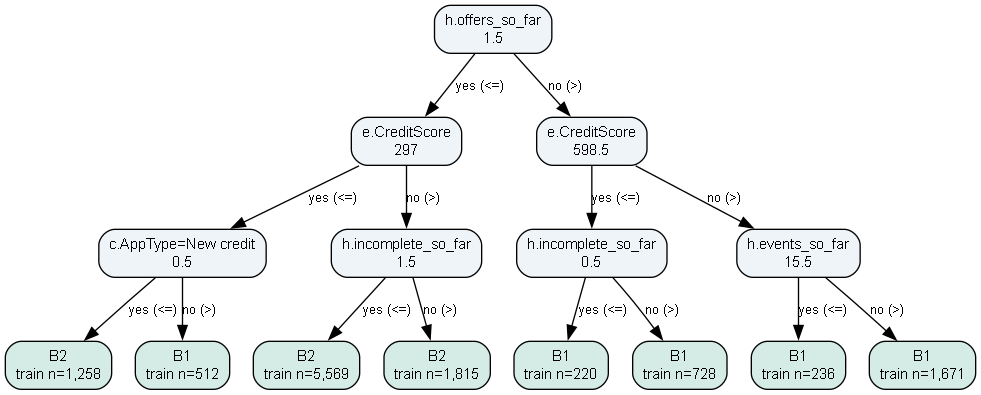 h.offers_so_far
1.5
yes (<=)
no (>)
e.CreditScore
297
e.CreditScore
598.5
yes (<=)
no (>)
yes (<=)
no (>)
c.AppType=New credit
0.5
h.incomplete_so_far
1.5
h.incomplete_so_far
0.5
h.events_so_far
15.5
yes (<=)
no (>)
yes (<=)
no (>)
yes (<=)
no (>)
yes (<=)
no (>)
B2
train n=1,258
B1
train n=512
B2
train n=5,569
B2
train n=1,815
B1
train n=220
B1
train n=728
B1
train n=236
B1
train n=1,671